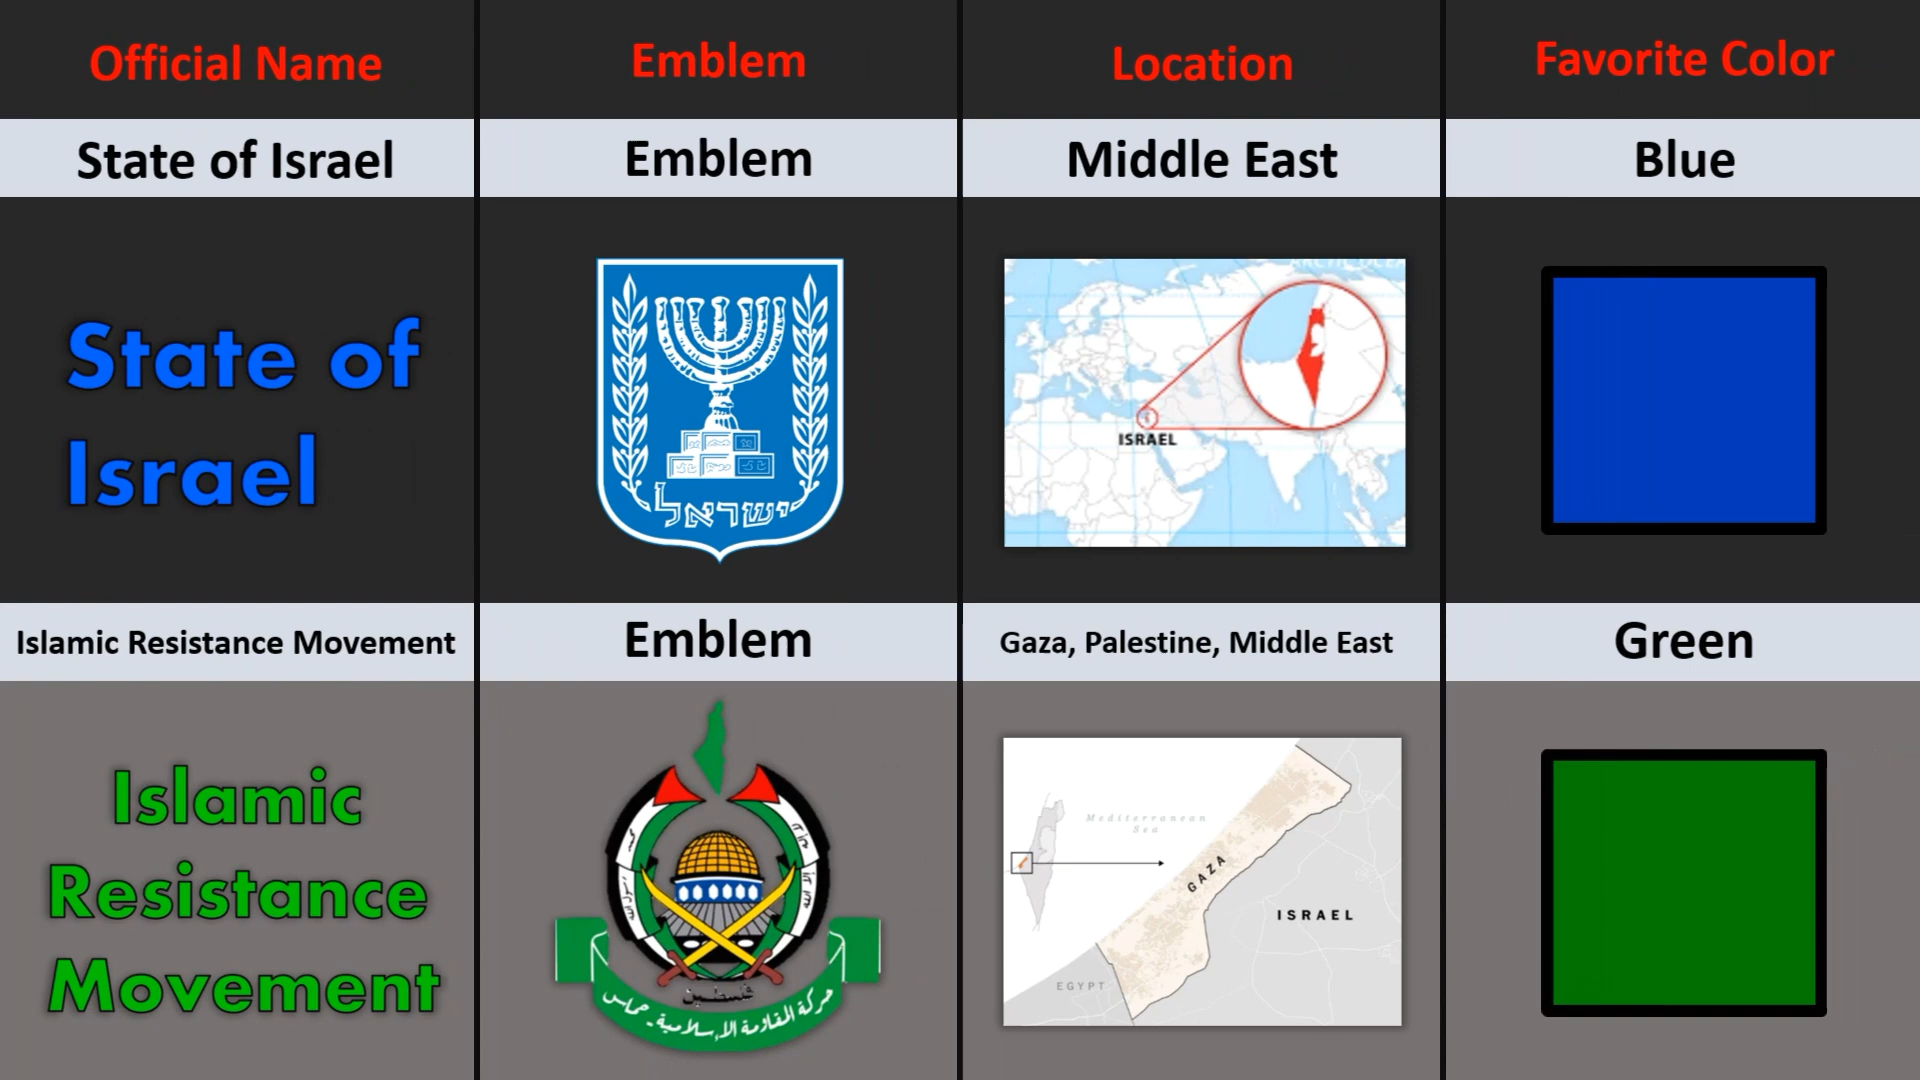 Official Name
Emblem
Location
Favorite Color
State of Israel
Emblem
Middle East
Blue
State of
Israel
ישראל
ISRAEL
Islamic Resistance Movement
Emblem
Gaza, Palestine, Middle East
Green
Islamic
Resistance
Movement
فلسطين
حركة المقاومة الإسلامية - حماس
Mediterranean
Sea
GAZA
ISRAEL
EGYPT